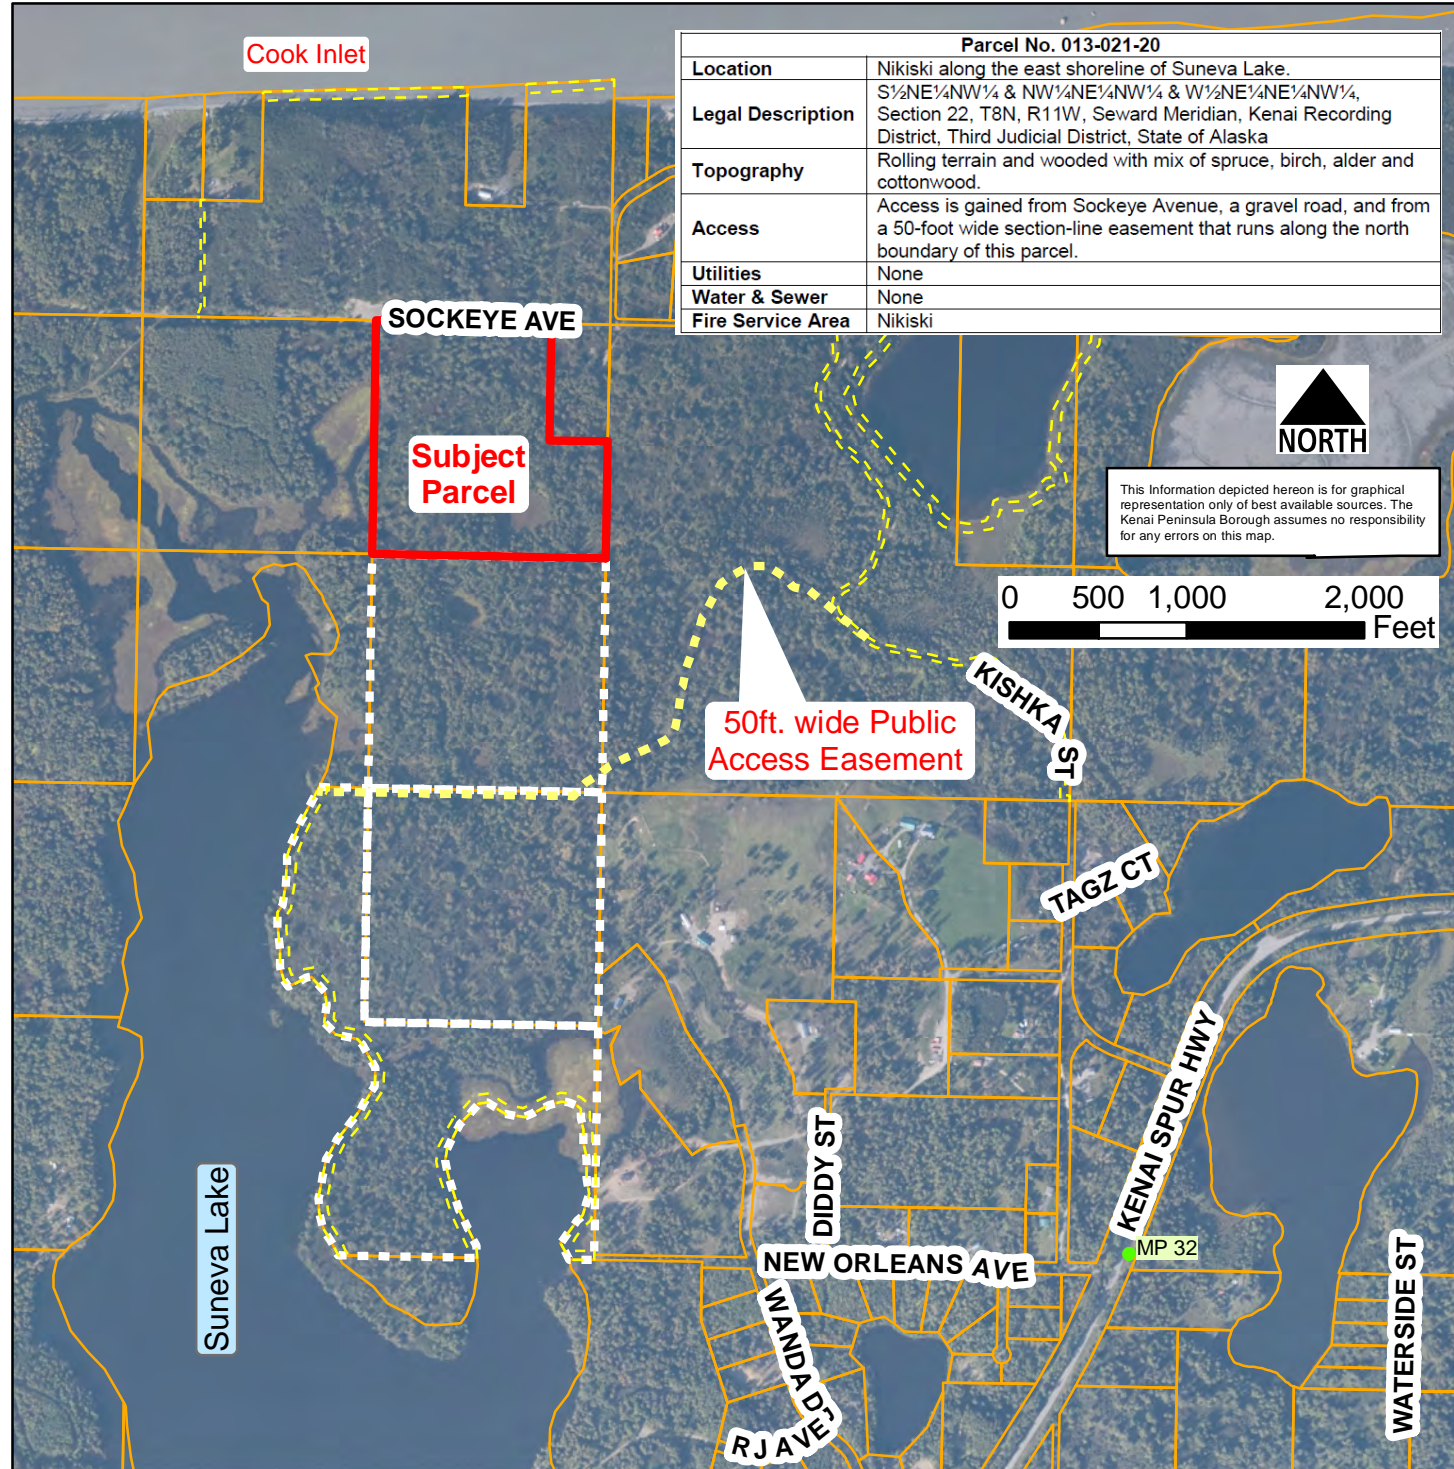 Cook Inlet
Parcel No. 013-021-20
Location Nikiski along the east shoreline of Suneva Lake.
Legal Description S½NE¼NW¼ & NW¼NE¼NW¼ & W½NE¼NE¼NW¼,
Section 22, T8N, R11W, Seward Meridian, Kenai Recording
District, Third Judicial District, State of Alaska
Topography Rolling terrain and wooded with mix of spruce, birch, alder and
cottonwood.
Access Access is gained from Sockeye Avenue, a gravel road, and from
a 50-foot wide section-line easement that runs along the north
boundary of this parcel.
Utilities None
Water & Sewer None
Fire Service Area Nikiski
SOCKEYE AVE
NORTH
Subject
Parcel
This Information depicted hereon is for graphical
representation only of best available sources. The
Kenai Peninsula Borough assumes no responsibility
for any errors on this map.
0 500 1,000 2,000
Feet
KISHKA ST
50ft. wide Public
Access Easement
TAGZ CT
KENAI SPUR HWY
DIDDY ST
Suneva Lake
MP 32
NEW ORLEANS AVE
WATERSIDE ST
WANDA DR
RJ AVE